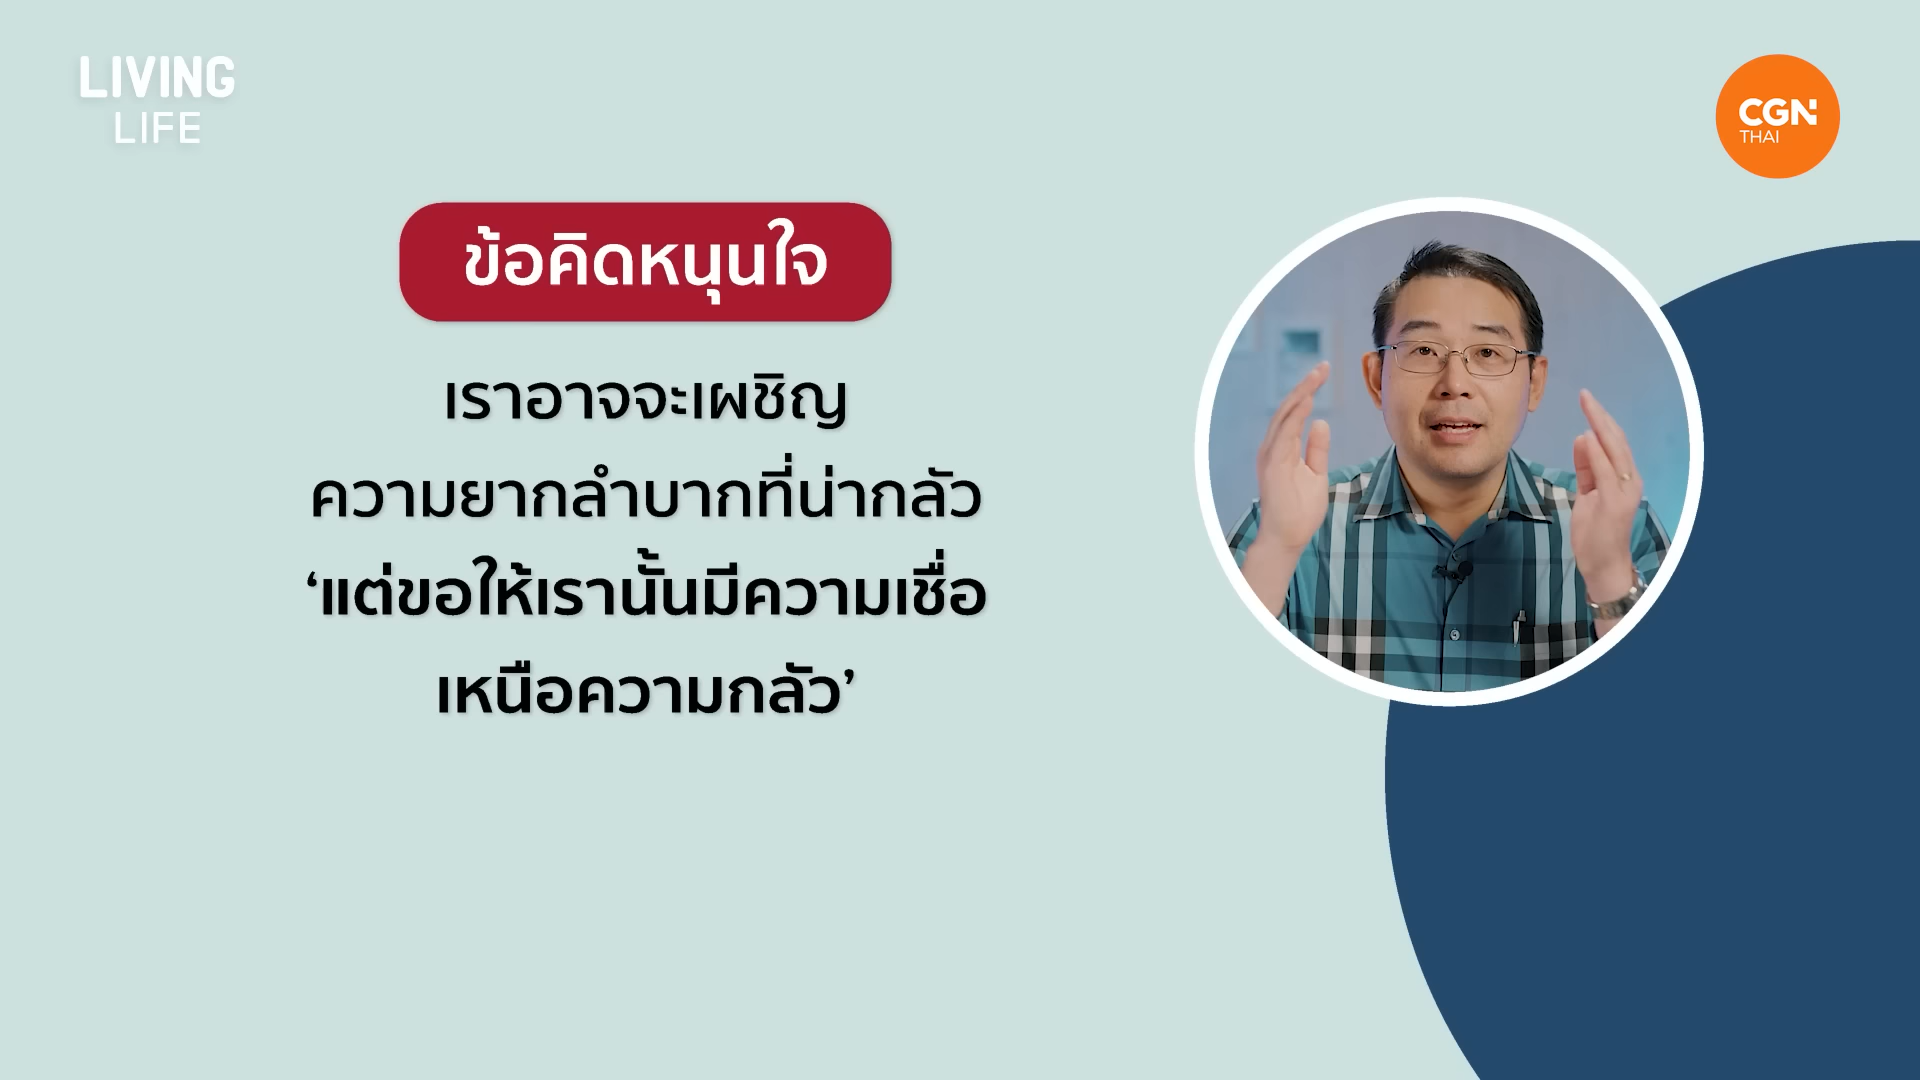 LIVING
LIFE
CGN
THAI
ข้อคิดหนุนใจ
เราอาจจะเผชิญ
ความยากลำบากที่น่ากลัว
‘แต่ขอให้เรานั้นมีความเชื่อ
เหนือความกลัว’